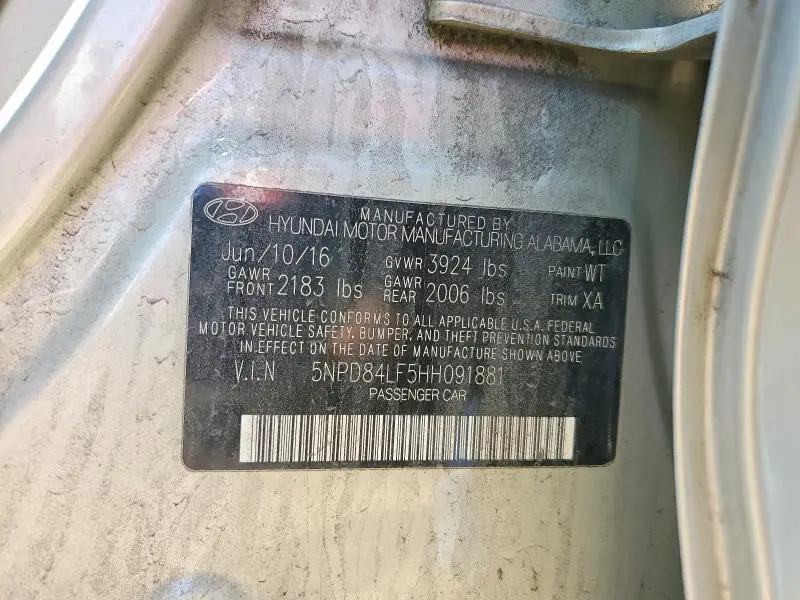 MANUFACTURED BY
HYUNDAI MOTOR MANUFACTURING ALABAMA, LLC
Jun/10/16 GVWR 3924 lbs PAINT WT
GAWR FRONT 2183 lbs GAWR REAR 2006 lbs TRIM XA
THIS VEHICLE CONFORMS TO ALL APPLICABLE U.S.A. FEDERAL
MOTOR VEHICLE SAFETY, BUMPER, AND THEFT PREVENTION STANDARDS
IN EFFECT ON THE DATE OF MANUFACTURE SHOWN ABOVE
V.I.N 5NPD84LF5HH091881
PASSENGER CAR